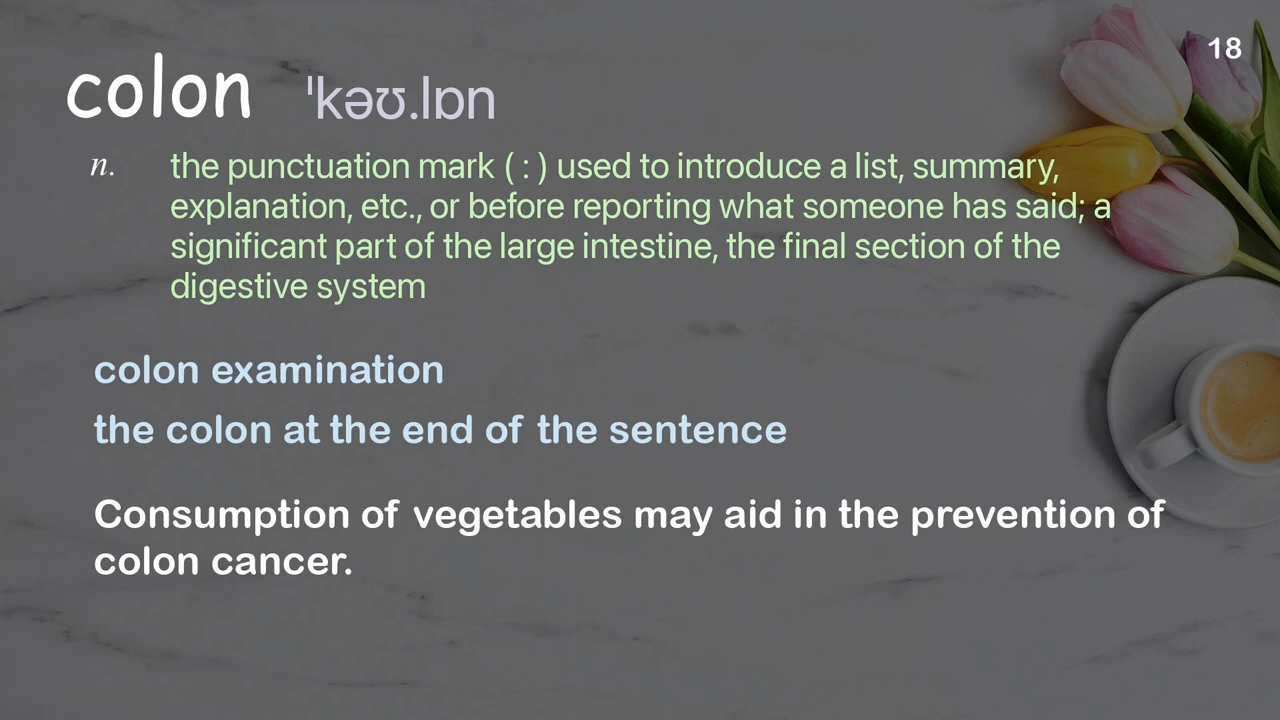 18
colon ˈkəʊ.lɒn
n. the punctuation mark ( : ) used to introduce a list, summary,
explanation, etc., or before reporting what someone has said; a
significant part of the large intestine, the final section of the
digestive system
colon examination
the colon at the end of the sentence
Consumption of vegetables may aid in the prevention of
colon cancer.